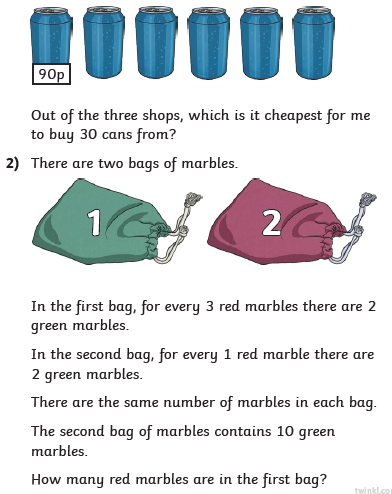 90p
Out of the three shops, which is it cheapest for me
to buy 30 cans from?
2) There are two bags of marbles.
1 2
In the first bag, for every 3 red marbles there are 2
green marbles.
In the second bag, for every 1 red marble there are
2 green marbles.
There are the same number of marbles in each bag.
The second bag of marbles contains 10 green
marbles.
How many red marbles are in the first bag?